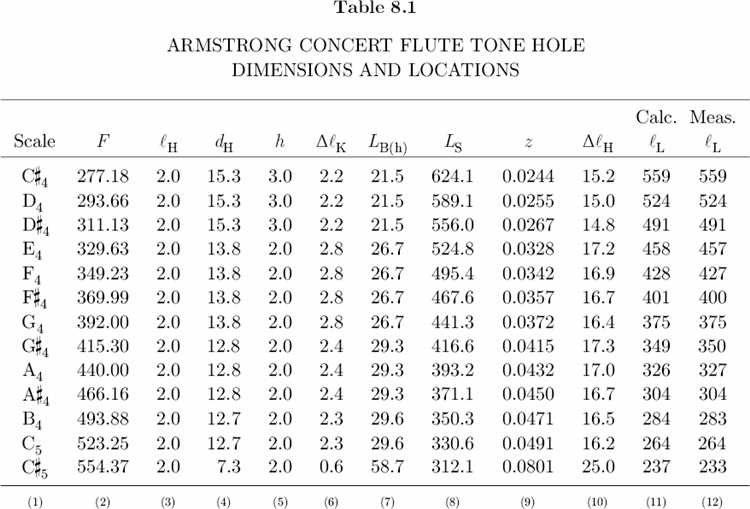 Table 8.1
ARMSTRONG CONCERT FLUTE TONE HOLE
DIMENSIONS AND LOCATIONS
Calc. Meas.
Scale F ℓH dH h ΔℓK LB(h) LS z ΔℓH ℓL ℓL
C♯4 277.18 2.0 15.3 3.0 2.2 21.5 624.1 0.0244 15.2 559 559
D4 293.66 2.0 15.3 3.0 2.2 21.5 589.1 0.0255 15.0 524 524
D♯4 311.13 2.0 15.3 3.0 2.2 21.5 556.0 0.0267 14.8 491 491
E4 329.63 2.0 13.8 2.0 2.8 26.7 524.8 0.0328 17.2 458 457
F4 349.23 2.0 13.8 2.0 2.8 26.7 495.4 0.0342 16.9 428 427
F♯4 369.99 2.0 13.8 2.0 2.8 26.7 467.6 0.0357 16.7 401 400
G4 392.00 2.0 13.8 2.0 2.8 26.7 441.3 0.0372 16.4 375 375
G♯4 415.30 2.0 12.8 2.0 2.4 29.3 416.6 0.0415 17.3 349 350
A4 440.00 2.0 12.8 2.0 2.4 29.3 393.2 0.0432 17.0 326 327
A♯4 466.16 2.0 12.8 2.0 2.4 29.3 371.1 0.0450 16.7 304 304
B4 493.88 2.0 12.7 2.0 2.3 29.6 350.3 0.0471 16.5 284 283
C5 523.25 2.0 12.7 2.0 2.3 29.6 330.6 0.0491 16.2 264 264
C♯5 554.37 2.0 7.3 2.0 0.6 58.7 312.1 0.0801 25.0 237 233
(1) (2) (3) (4) (5) (6) (7) (8) (9) (10) (11) (12)